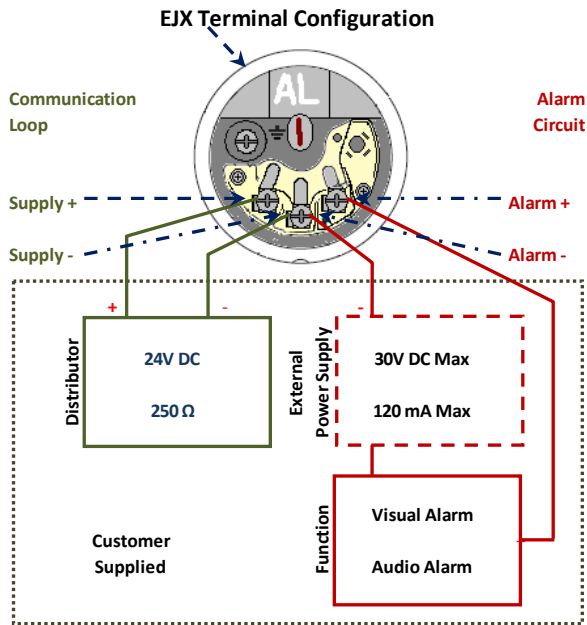 EJX Terminal Configuration
Communication
Loop
AL
Alarm
Circuit
Supply +
Alarm +
Supply -
Alarm -
+
-
-
Distributor
24V DC
250 Ω
External
Power Supply
30V DC Max
120 mA Max
Customer
Supplied
Function
Visual Alarm
Audio Alarm